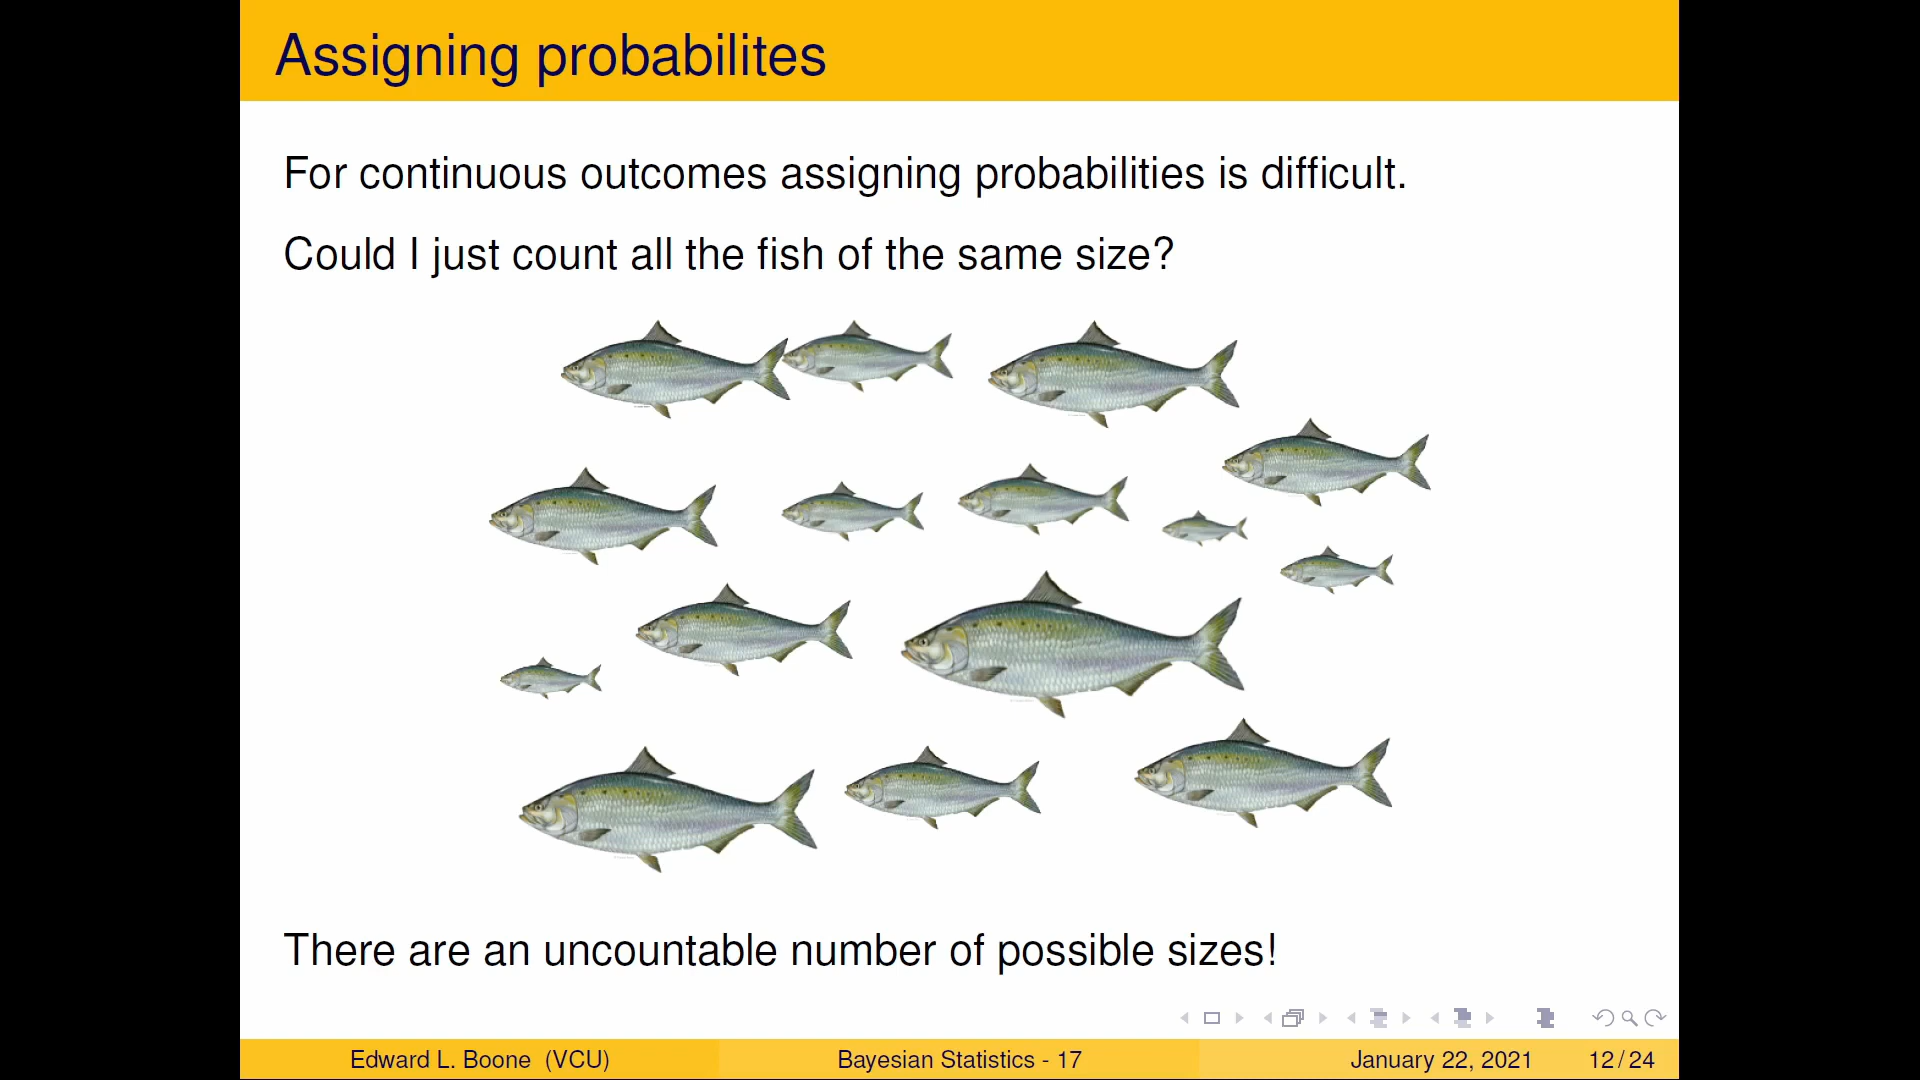 Assigning probabilites
For continuous outcomes assigning probabilities is difficult.
Could I just count all the fish of the same size?
There are an uncountable number of possible sizes!
Edward L. Boone (VCU) Bayesian Statistics - 17 January 22, 2021 12 / 24